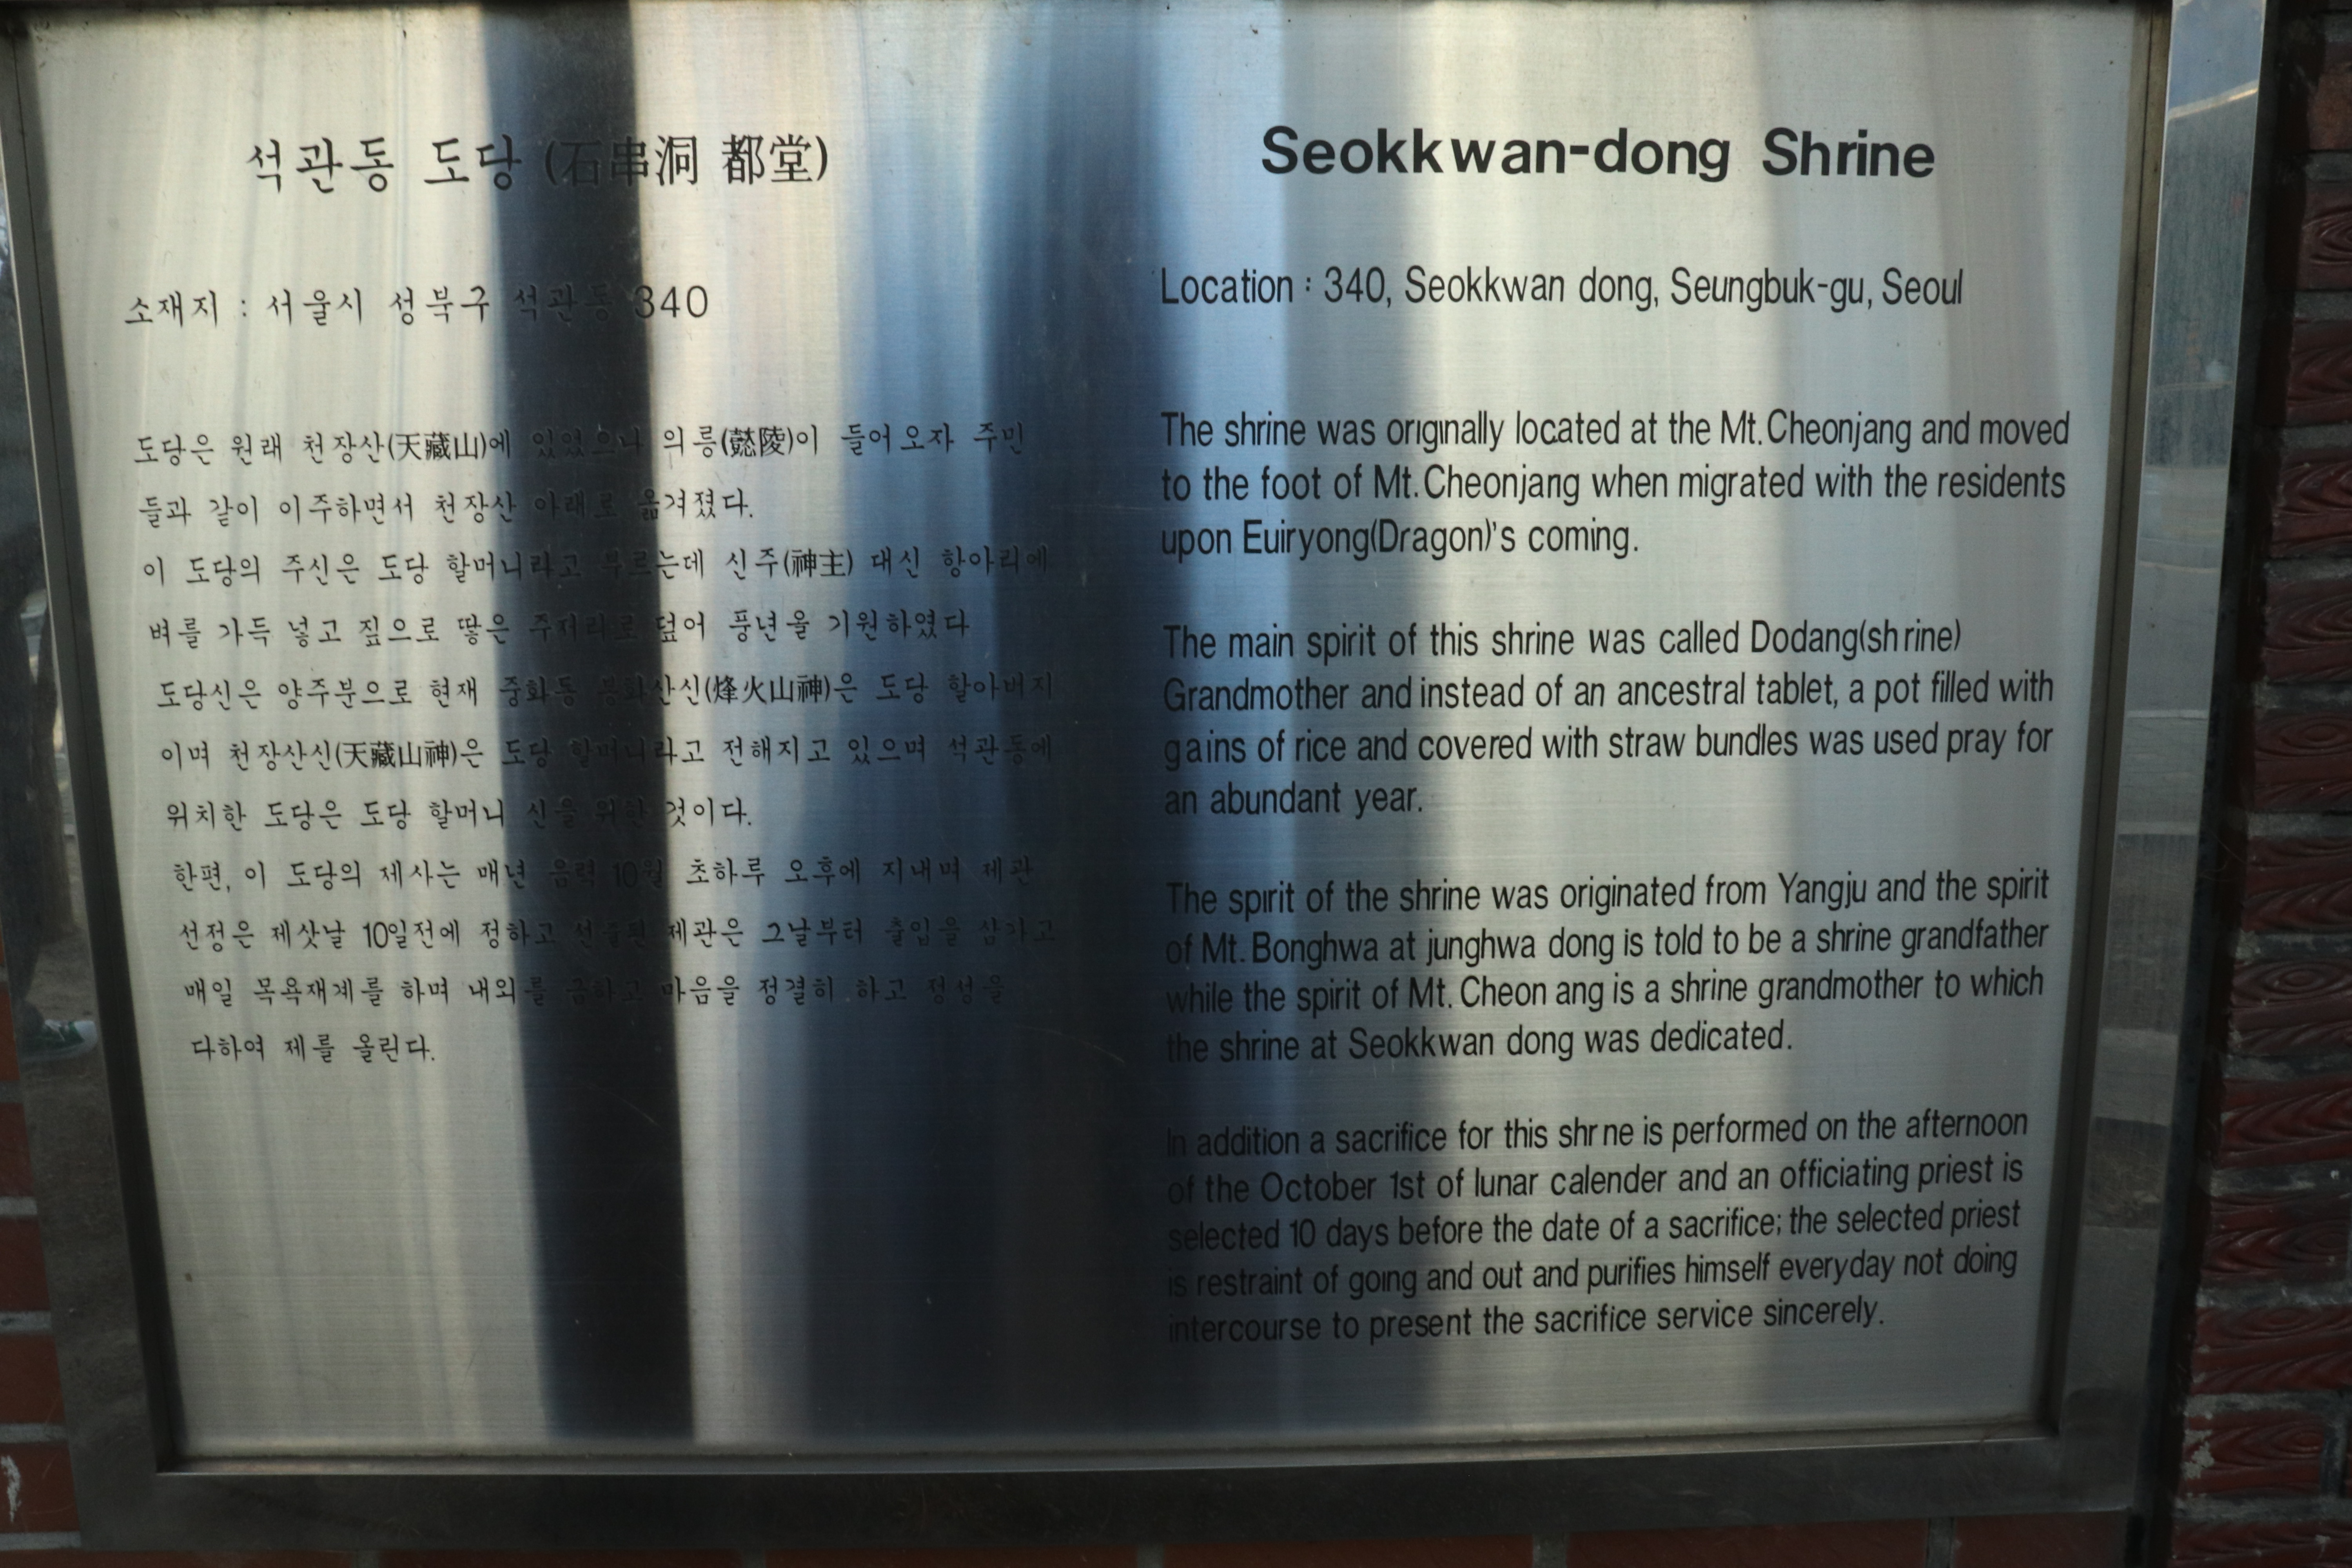 석관동 도당 (石串洞 都堂)
소재지 : 서울시 성북구 석관동 340
도당은 원래 천장산(天藏山)에 있었으나 의릉(懿陵)이 들어오자 주민
들과 같이 이주하면서 천장산 아래로 옮겨졌다.
이 도당의 주신은 도당 할머니라고 부르는데 신주(神主) 대신 항아리에
벼를 가득 넣고 짚으로 땋은 주저리로 덮어 풍년을 기원하였다
도당신은 양주분으로 현재 중화동 봉화산신(烽火山神)은 도당 할아버지
이며 천장산신(天藏山神)은 도당 할머니라고 전해지고 있으며 석관동에
위치한 도당은 도당 할머니 신을 위한 것이다.
한편, 이 도당의 제사는 매년 음력 10월 초하루 오후에 지내며 제관
선정은 제삿날 10일전에 정하고 선출된 제관은 그날부터 출입을 삼가고
매일 목욕재계를 하며 내외를 금하고 마음을 정결히 하고 정성을
다하여 제를 올린다.
Seokkwan-dong Shrine
Location : 340, Seokkwan dong, Seungbuk-gu, Seoul
The shrine was originally located at the Mt.Cheonjang and moved
to the foot of Mt.Cheonjang when migrated with the residents
upon Euiryong(Dragon)'s coming.
The main spirit of this shrine was called Dodang(shrine)
Grandmother and instead of an ancestral tablet, a pot filled with
gains of rice and covered with straw bundles was used pray for
an abundant year.
The spirit of the shrine was originated from Yangju and the spirit
of Mt. Bonghwa at junghwa dong is told to be a shrine grandfather
while the spirit of Mt. Cheon ang is a shrine grandmother to which
the shrine at Seokkwan dong was dedicated.
In addition a sacrifice for this shr ne is performed on the afternoon
of the October 1st of lunar calender and an officiating priest is
selected 10 days before the date of a sacrifice; the selected priest
is restraint of going and out and purifies himself everyday not doing
intercourse to present the sacrifice service sincerely.